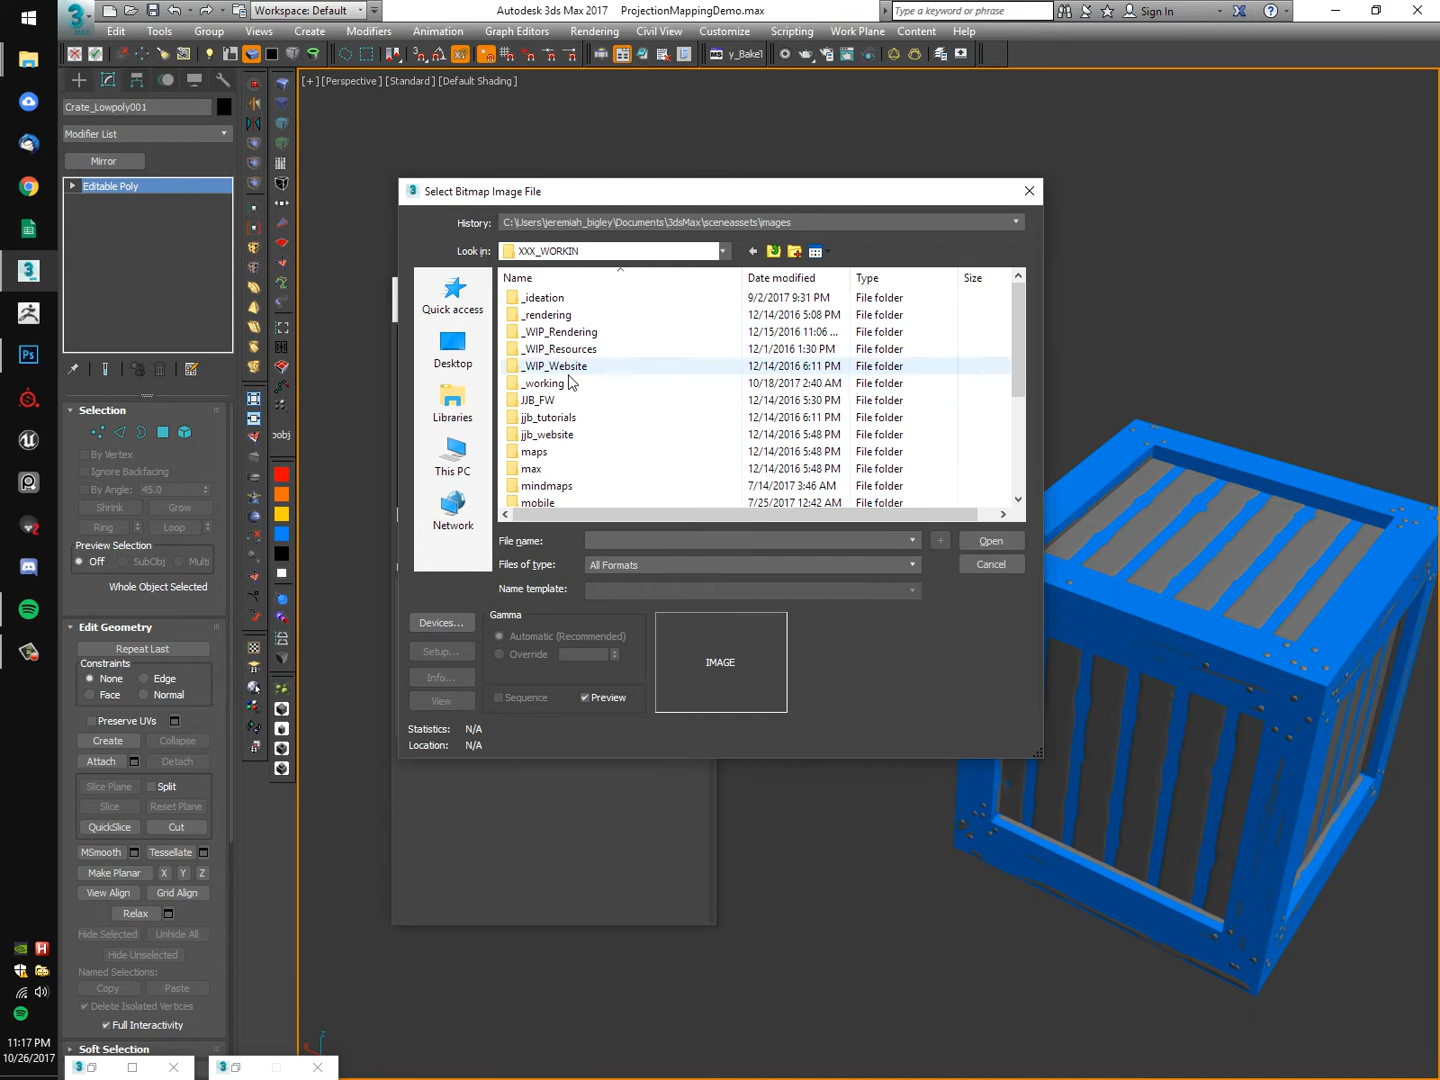 Workspace: Default
Autodesk 3ds Max 2017    ProjectionMappingDemo.max
Type a keyword or phrase
Sign In
Edit
Tools
Group
Views
Create
Modifiers
Animation
Graph Editors
Rendering
Civil View
Customize
Scripting
Work Plane
Content
Help
MS y_Bake1
[+] [Perspective] [Standard] [Default Shading]
Crate_Lowpoly001
Modifier List
Mirror
Editable Poly
Selection
By Vertex
Ignore Backfacing
By Angle: 45.0
Shrink
Grow
Ring
Loop
Preview Selection
Off
SubObj
Multi
Whole Object Selected
Edit Geometry
Repeat Last
Constraints
None
Edge
Face
Normal
Preserve UVs
Create
Collapse
Attach
Detach
Slice Plane
Split
Slice
Reset Plane
QuickSlice
Cut
MSmooth
Tessellate
Make Planar
X
Y
Z
View Align
Grid Align
Relax
Hide Selected
Unhide All
Hide Unselected
Named Selections:
Copy
Paste
Delete Isolated Vertices
Full Interactivity
Soft Selection
obj
Select Bitmap Image File
History: C:\Users\jeremiah_bigley\Documents\3dsMax\sceneassets\images
Look in: XXX_WORKIN
Quick access
Desktop
Libraries
This PC
Network
Name
Date modified
Type
Size
_ideation 9/2/2017 9:31 PM File folder
_rendering 12/14/2016 5:08 PM File folder
_WIP_Rendering 12/15/2016 11:06 ... File folder
_WIP_Resources 12/1/2016 1:30 PM File folder
_WIP_Website 12/14/2016 6:11 PM File folder
_working 10/18/2017 2:40 AM File folder
JJB_FW 12/14/2016 5:30 PM File folder
jjb_tutorials 12/14/2016 6:11 PM File folder
jjb_website 12/14/2016 5:48 PM File folder
maps 12/14/2016 5:48 PM File folder
max 12/14/2016 5:48 PM File folder
mindmaps 7/14/2017 3:46 AM File folder
mobile 7/25/2017 12:42 AM File folder
File name:
Open
Files of type: All Formats
Cancel
Name template:
Devices...
Setup...
Info...
View
Gamma
Automatic (Recommended)
Override
Sequence
Preview
IMAGE
Statistics: N/A
Location: N/A
z
11:17 PM
10/26/2017